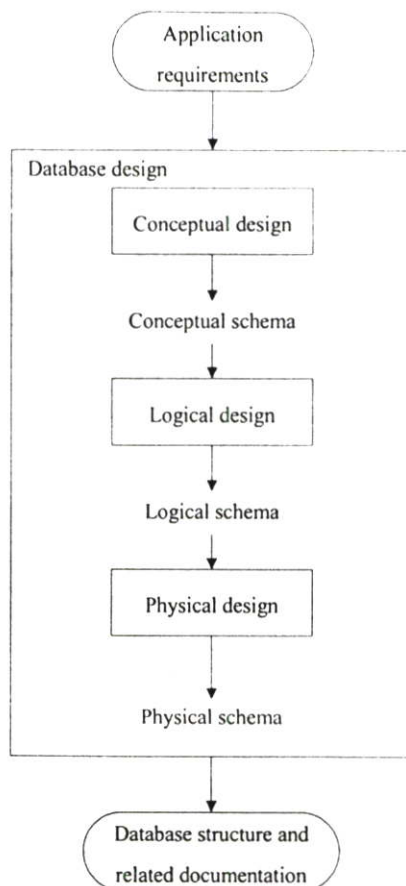 Application
requirements
Database design
Conceptual design
Conceptual schema
Logical design
Logical schema
Physical design
Physical schema
Database structure and
related documentation